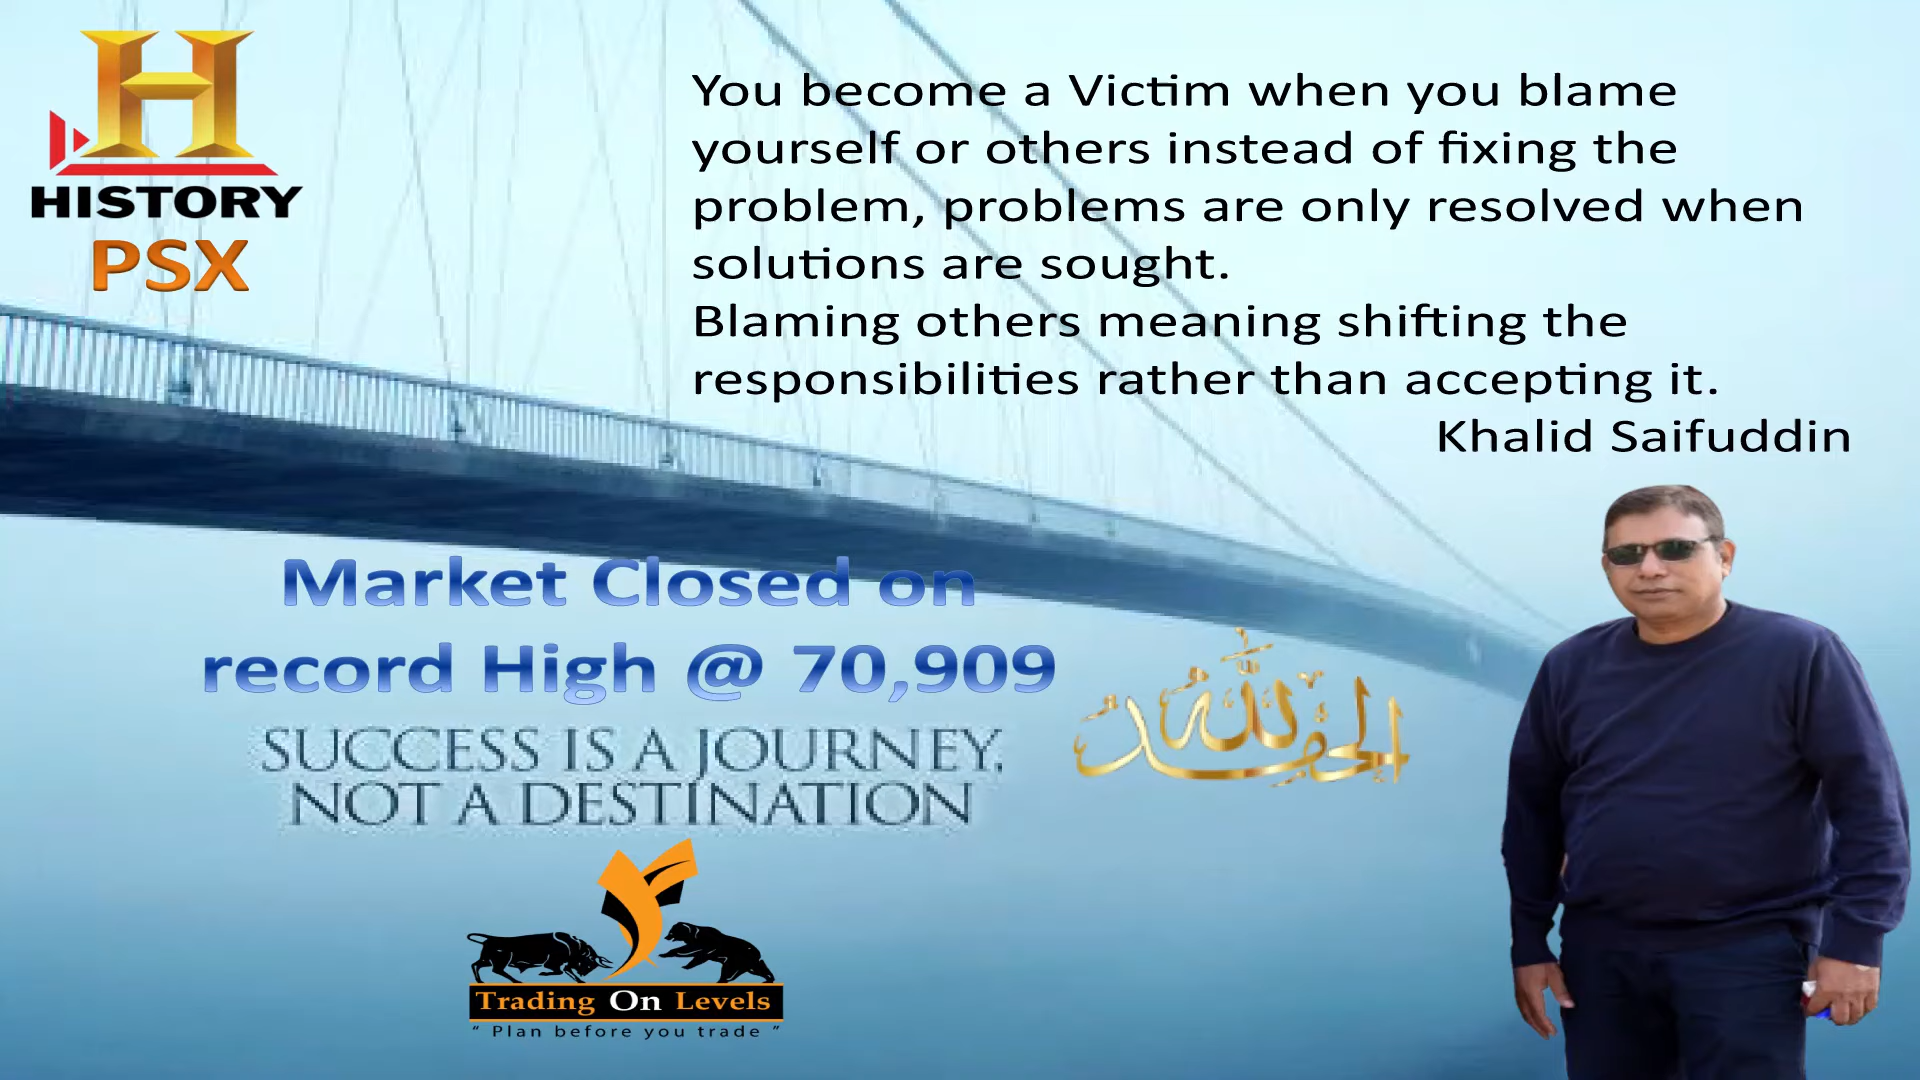 H
HISTORY
PSX
You become a Victim when you blame
yourself or others instead of fixing the
problem, problems are only resolved when
solutions are sought.
Blaming others meaning shifting the
responsibilities rather than accepting it.
Khalid Saifuddin
Market Closed on
record High @ 70,909
SUCCESS IS A JOURNEY,
NOT A DESTINATION
الحمد لله
Trading On Levels
“ Plan before you trade ”